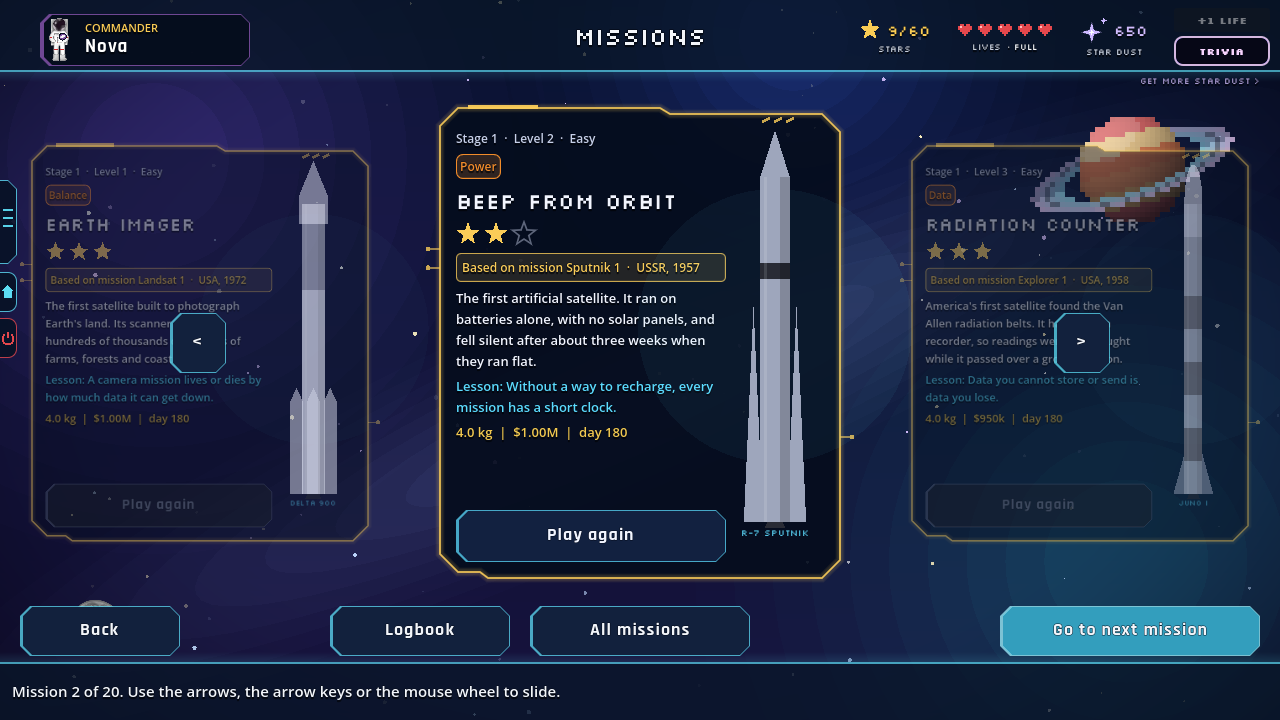 COMMANDER
Nova
MISSIONS
9/60
STARS
LIVES · FULL
650
STAR DUST
+1 LIFE
TRIVIA
GET MORE STAR DUST >
Stage 1 · Level 1 · Easy
Balance
EARTH IMAGER
Based on mission Landsat 1 · USA, 1972
The first satellite built to photograph
Earth's land. Its scanner
hundreds of thousands of
farms, forests and
Lesson: A camera mission lives or dies by
how much data it can get down.
4.0 kg | $1.00M | day 180
Play again
DELTA 900
<
Stage 1 · Level 2 · Easy
Power
BEEP FROM ORBIT
Based on mission Sputnik 1 · USSR, 1957
The first artificial satellite. It ran on
batteries alone, with no solar panels, and
fell silent after about three weeks when
they ran flat.
Lesson: Without a way to recharge, every
mission has a short clock.
4.0 kg | $1.00M | day 180
Play again
R-7 SPUTNIK
Stage 1 · Level 3 · Easy
Data
RADIATION COUNTER
Based on mission Explorer 1 · USA, 1958
America's first satellite found the Van
Allen radiation belts. It
recorder, so readings
while it passed over a
Lesson: Data you cannot store or send is
data you lose.
4.0 kg | $950k | day 180
Play again
JUNO I
>
Back
Logbook
All missions
Go to next mission
Mission 2 of 20. Use the arrows, the arrow keys or the mouse wheel to slide.